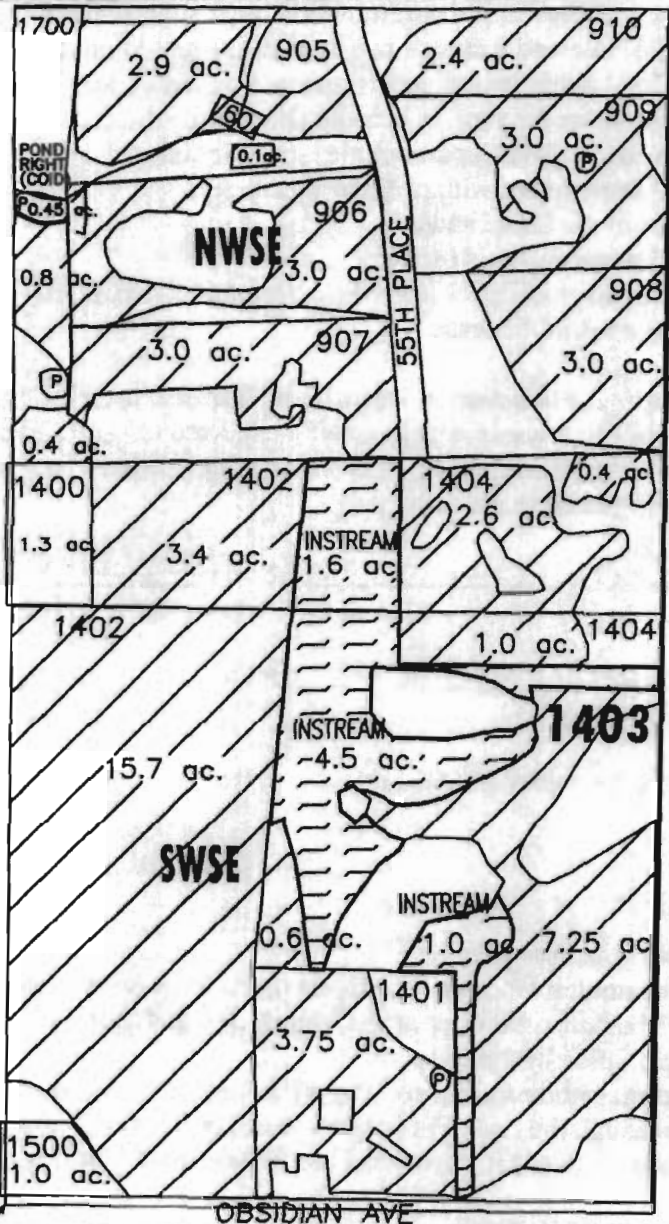 1700
905
910
2.9 ac.
2.4 ac.
60
909
3.0 ac.
P
POND
RIGHT
(COID)
0.1 ac.
P 0.45 ac.
906
NWSE
3.0 ac.
0.8 ac.
55TH PLACE
908
907
3.0 ac.
3.0 ac.
P
0.4 ac.
1400
1402
1404
0.4 ac
2.6 ac
1.3 ac
3.4 ac.
INSTREAM
1.6 ac
1402
1404
1.0 ac.
1403
INSTREAM
4.5 ac.
15.7 ac.
SWSE
INSTREAM
0.6 ac.
1.0 ac
7.25 ac
1401
3.75 ac.
P
1500
1.0 ac.
OBSIDIAN AVE